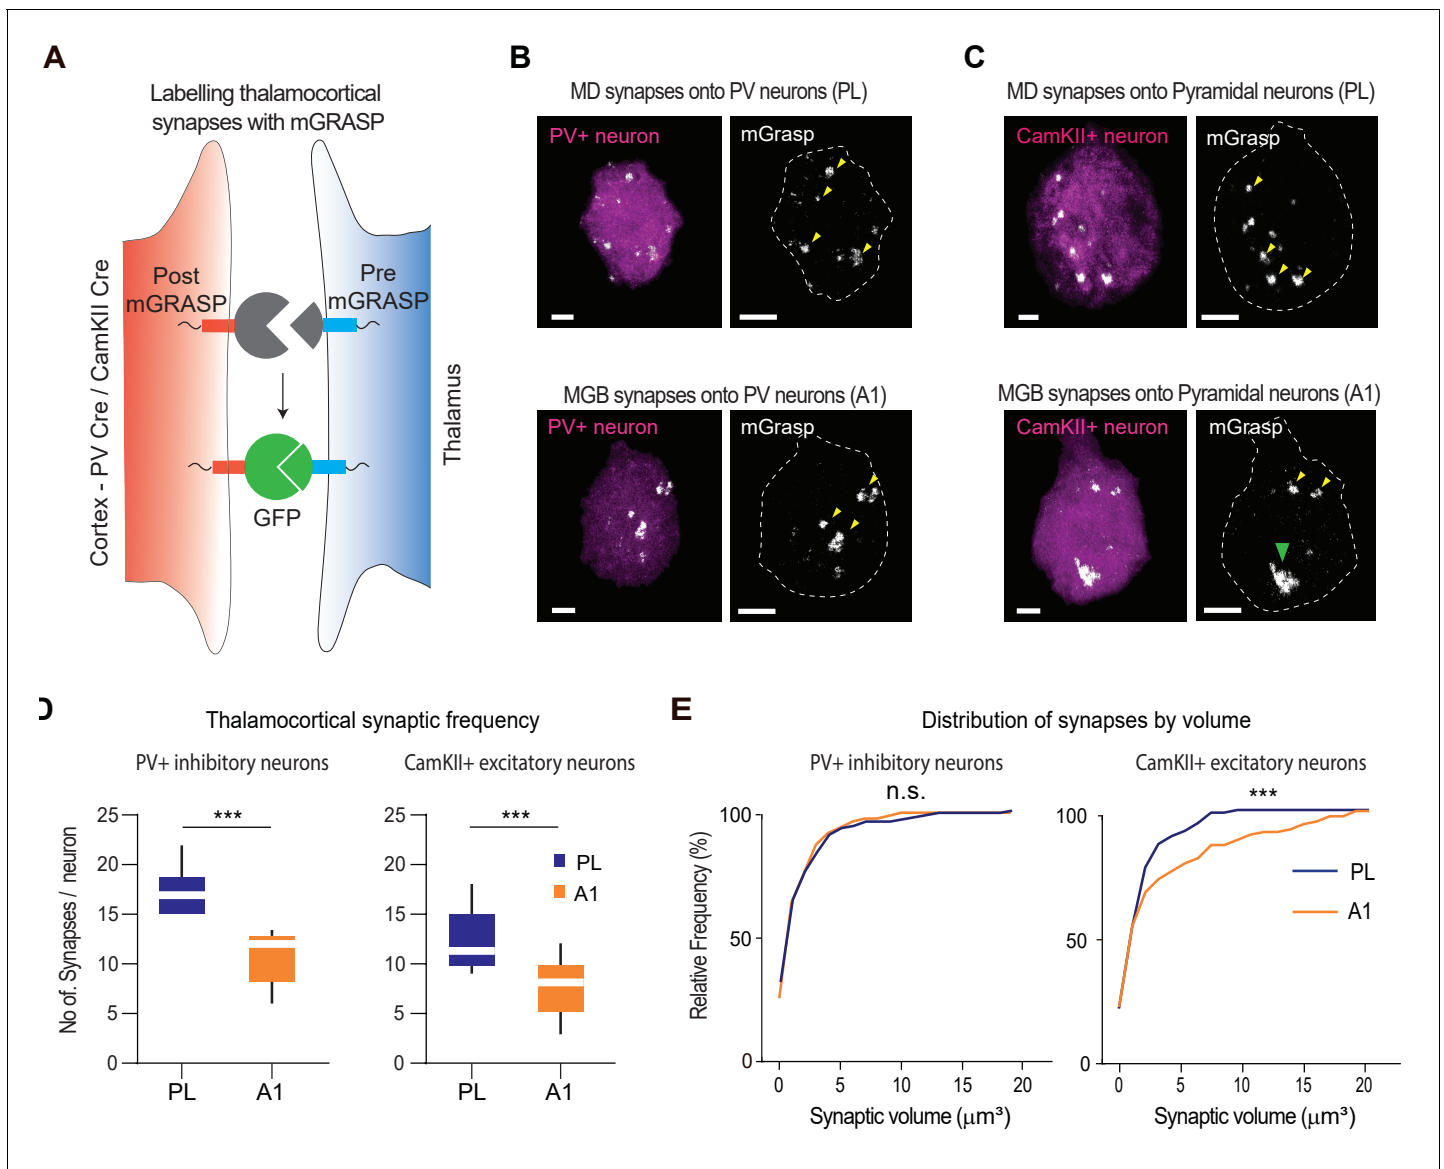 A
Labelling thalamocortical
synapses with mGRASP
Cortex - PV Cre / CamKII Cre
Post
mGRASP
Pre
mGRASP
Thalamus
GFP
B
MD synapses onto PV neurons (PL)
PV+ neuron
mGrasp
MGB synapses onto PV neurons (A1)
PV+ neuron
mGrasp
C
MD synapses onto Pyramidal neurons (PL)
CamKII+ neuron
mGrasp
MGB synapses onto Pyramidal neurons (A1)
CamKII+ neuron
mGrasp
D
Thalamocortical synaptic frequency
PV+ inhibitory neurons
No of. Synapses / neuron
25
20
15
10
5
0
***
PL
A1
CamKII+ excitatory neurons
25
20
15
10
5
0
***
PL
A1
PL
A1
E
Distribution of synapses by volume
PV+ inhibitory neurons
n.s.
Relative Frequency (%)
100
50
0
0
5
10
15
20
Synaptic volume (μm³)
CamKII+ excitatory neurons
***
100
50
0
PL
A1
0
5
10
15
20
Synaptic volume (μm³)